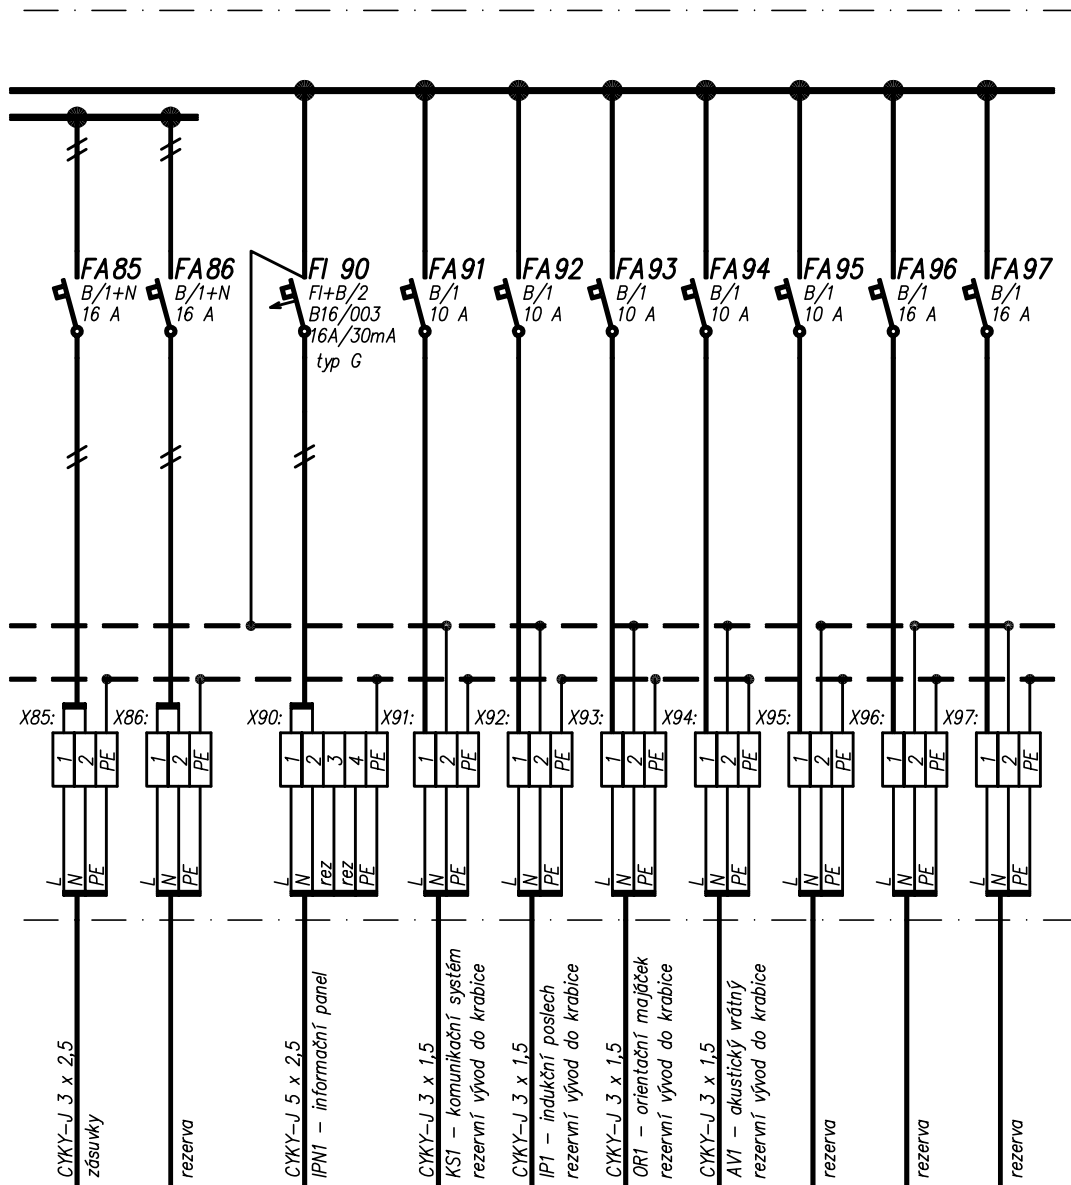 FA85
B/1+N
16 A
FA86
B/1+N
16 A
FI 90
FI+B/2
B16/003
16A/30mA
typ G
FA91
B/1
10 A
FA92
B/1
10 A
FA93
B/1
10 A
FA94
B/1
10 A
FA95
B/1
10 A
FA96
B/1
16 A
FA97
B/1
16 A
X85:
1
2
PE
X86:
1
2
PE
X90:
1
2
3
4
PE
X91:
1
2
PE
X92:
1
2
PE
X93:
1
2
PE
X94:
1
2
PE
X95:
1
2
PE
X96:
1
2
PE
X97:
1
2
PE
L
N
PE
L
N
PE
L
N
rez
rez
PE
L
N
PE
L
N
PE
L
N
PE
L
N
PE
L
N
PE
L
N
PE
L
N
PE
CYKY-J 3 x 2,5
zásuvky
rezerva
CYKY-J 5 x 2,5
IPN1 - informační panel
CYKY-J 3 x 1,5
KS1 - komunikační systém
rezervní vývod do krabice
CYKY-J 3 x 1,5
IP1 - indukční poslech
rezervní vývod do krabice
CYKY-J 3 x 1,5
OR1 - orientační majáček
rezervní vývod do krabice
CYKY-J 3 x 1,5
AV1 - akustický vrátný
rezervní vývod do krabice
rezerva
rezerva
rezerva